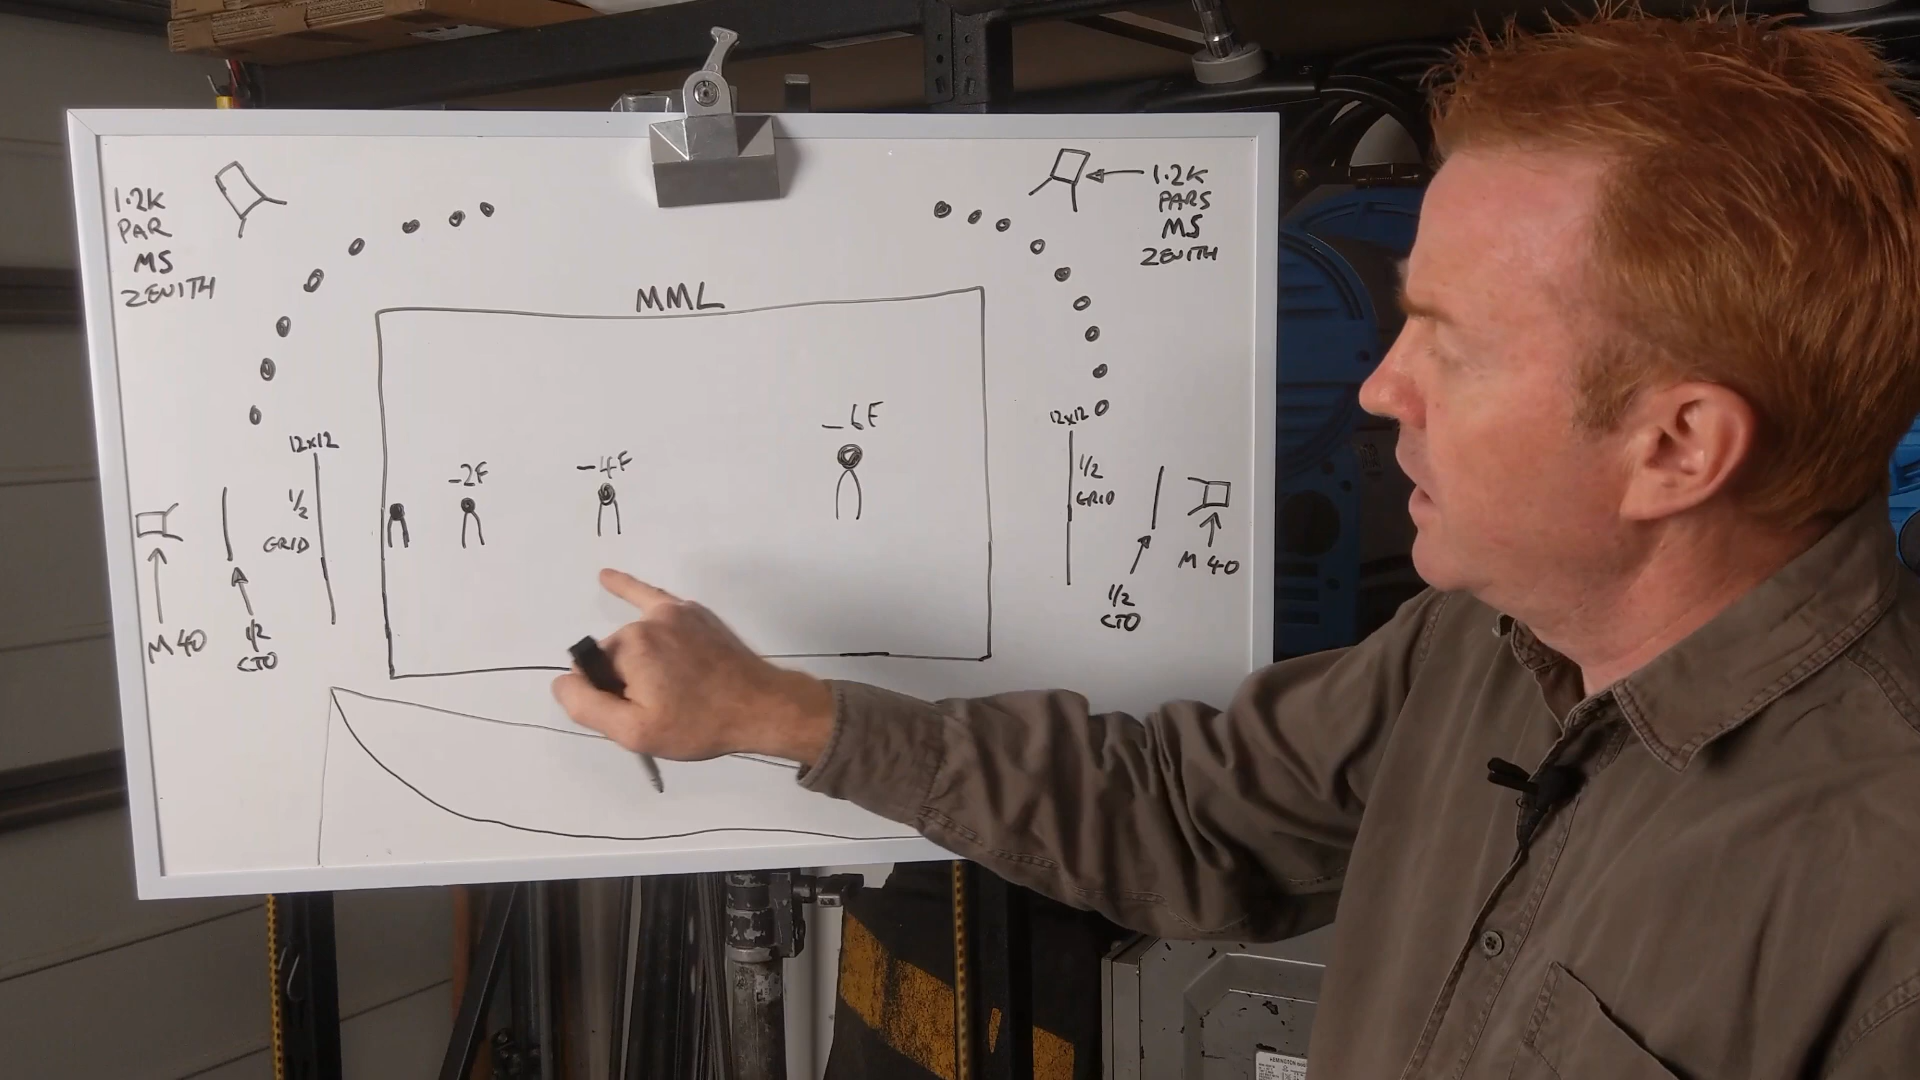 1.2K
PAR
MS
ZENITH
1.2K
PARS
MS
ZENITH
MML
12x12
1/2
GRID
-2F
-4F
-6F
12x12
1/2
GRID
M40
1/2
CTO
M40
1/2
CTO